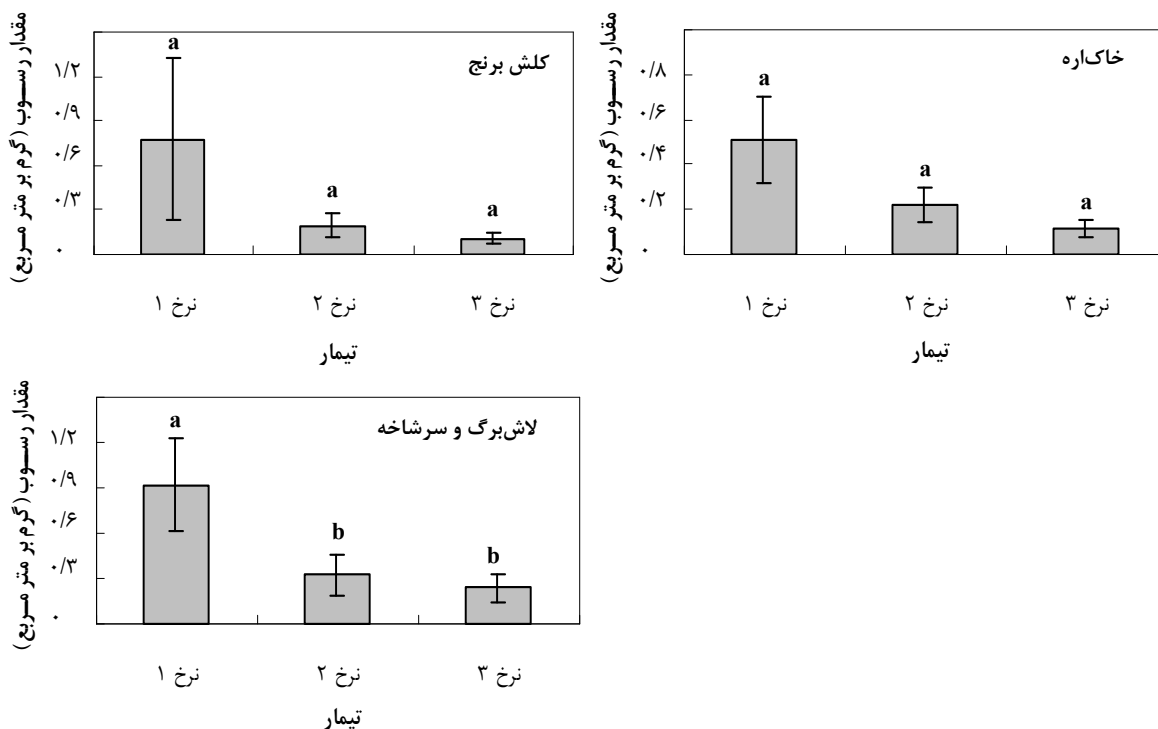 خاک‌اره
مقدار رسوب (گرم بر متر مربع)
۰/۸
۰/۶
۰/۴
۰/۲
۰
a
a
a
نرخ ۱
نرخ ۲
نرخ ۳
تیمار
کلش برنج
مقدار رسوب (گرم بر متر مربع)
۱/۲
۰/۹
۰/۶
۰/۳
۰
a
a
a
نرخ ۱
نرخ ۲
نرخ ۳
تیمار
لاش‌برگ و سرشاخه
مقدار رسوب (گرم بر متر مربع)
۱/۲
۰/۹
۰/۶
۰/۳
۰
a
b
b
نرخ ۱
نرخ ۲
نرخ ۳
تیمار